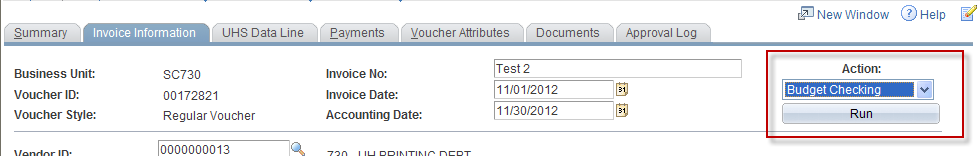 New Window Help
Summary Invoice Information UHS Data Line Payments Voucher Attributes Documents Approval Log
Business Unit: SC730 Invoice No: Test 2 Action:
Voucher ID: 00172821 Invoice Date: 11/01/2012 31 Budget Checking
Voucher Style: Regular Voucher Accounting Date: 11/30/2012 31 Run
Vendor ID: 0000000013 730 - UH PRINTING DEPT